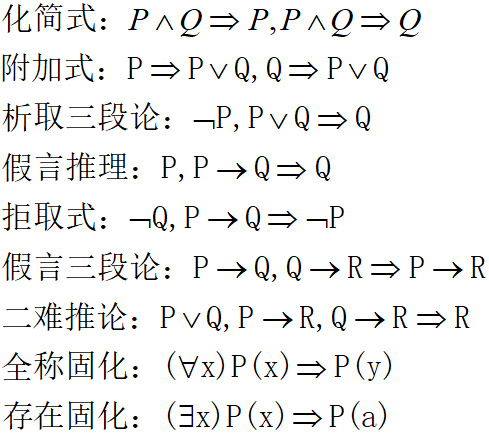 化简式：P∧Q⇒P,P∧Q⇒Q
附加式：P⇒P∨Q,Q⇒P∨Q
析取三段论：¬P,P∨Q⇒Q
假言推理：P,P→Q⇒Q
拒取式：¬Q,P→Q⇒¬P
假言三段论：P→Q,Q→R⇒P→R
二难推论：P∨Q,P→R,Q→R⇒R
全称固化：(∀x)P(x)⇒P(y)
存在固化：(∃x)P(x)⇒P(a)